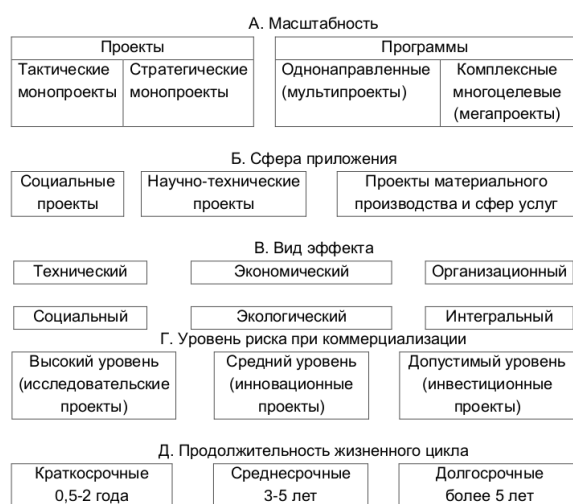 А. Масштабность
Проекты
Программы
Тактические монопроекты
Стратегические монопроекты
Однонаправленные (мультипроекты)
Комплексные многоцелевые (мегапроекты)
Б. Сфера приложения
Социальные проекты
Научно-технические проекты
Проекты материального производства и сфер услуг
В. Вид эффекта
Технический
Экономический
Организационный
Социальный
Экологический
Интегральный
Г. Уровень риска при коммерциализации
Высокий уровень (исследовательские проекты)
Средний уровень (инновационные проекты)
Допустимый уровень (инвестиционные проекты)
Д. Продолжительность жизненного цикла
Краткосрочные 0,5-2 года
Среднесрочные 3-5 лет
Долгосрочные более 5 лет